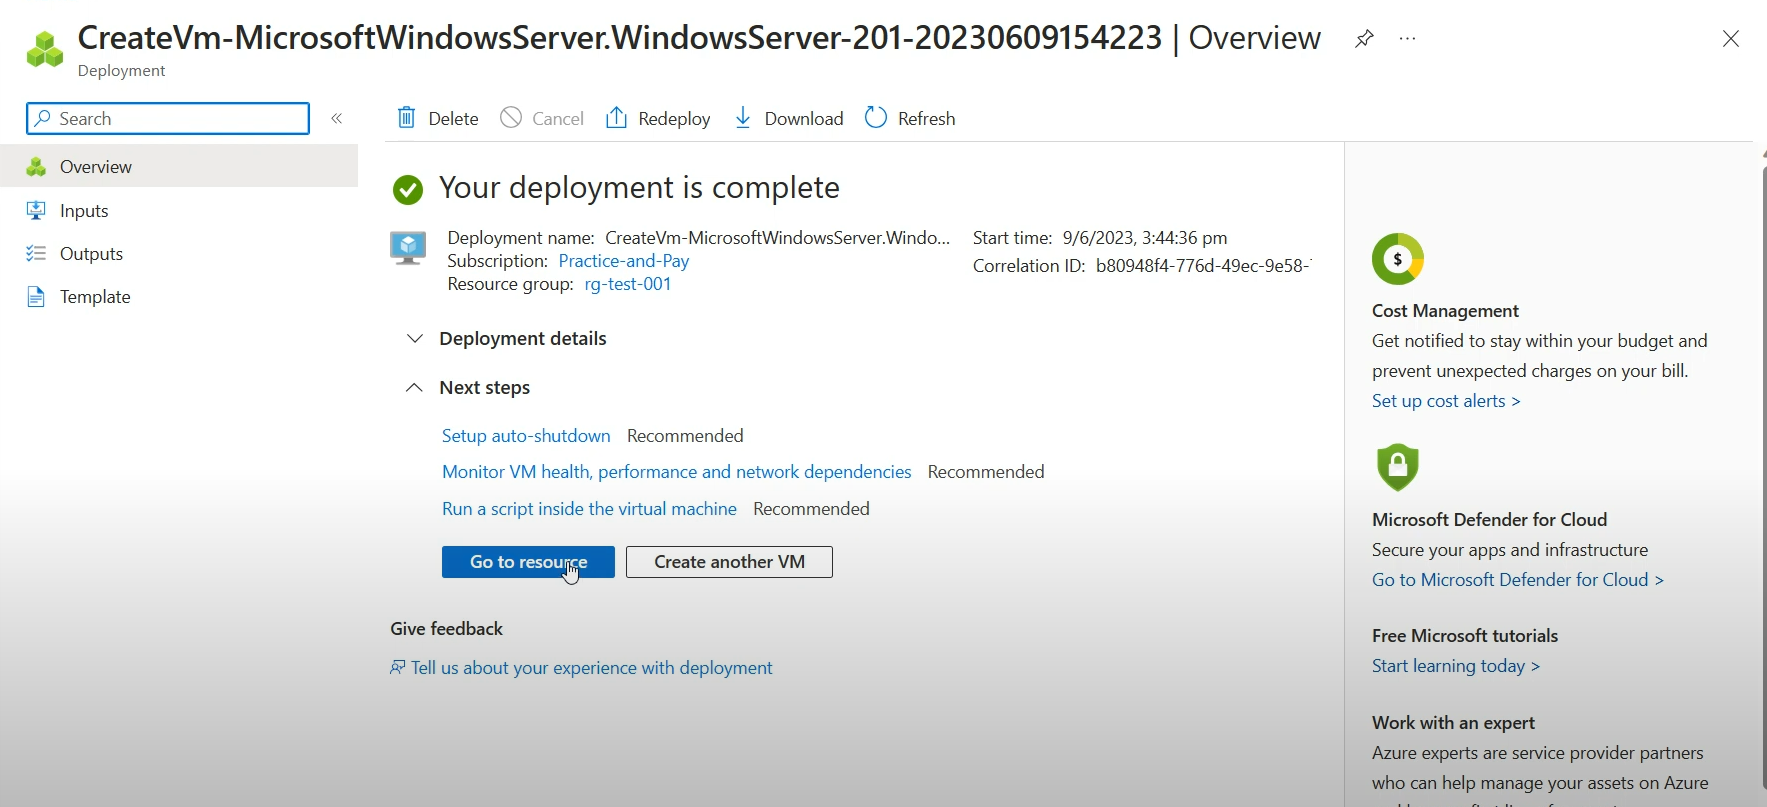 CreateVm-MicrosoftWindowsServer.WindowsServer-201-20230609154223 | Overview
Deployment
Search
Overview
Inputs
Outputs
Template
Delete Cancel Redeploy Download Refresh
Your deployment is complete
Deployment name: CreateVm-MicrosoftWindowsServer.Windo...
Subscription: Practice-and-Pay
Resource group: rg-test-001
Start time: 9/6/2023, 3:44:36 pm
Correlation ID: b80948f4-776d-49ec-9e58-
Deployment details
Next steps
Setup auto-shutdown Recommended
Monitor VM health, performance and network dependencies Recommended
Run a script inside the virtual machine Recommended
Go to resource Create another VM
Give feedback
Tell us about your experience with deployment
$
Cost Management
Get notified to stay within your budget and
prevent unexpected charges on your bill.
Set up cost alerts >
Microsoft Defender for Cloud
Secure your apps and infrastructure
Go to Microsoft Defender for Cloud >
Free Microsoft tutorials
Start learning today >
Work with an expert
Azure experts are service provider partners
who can help manage your assets on Azure